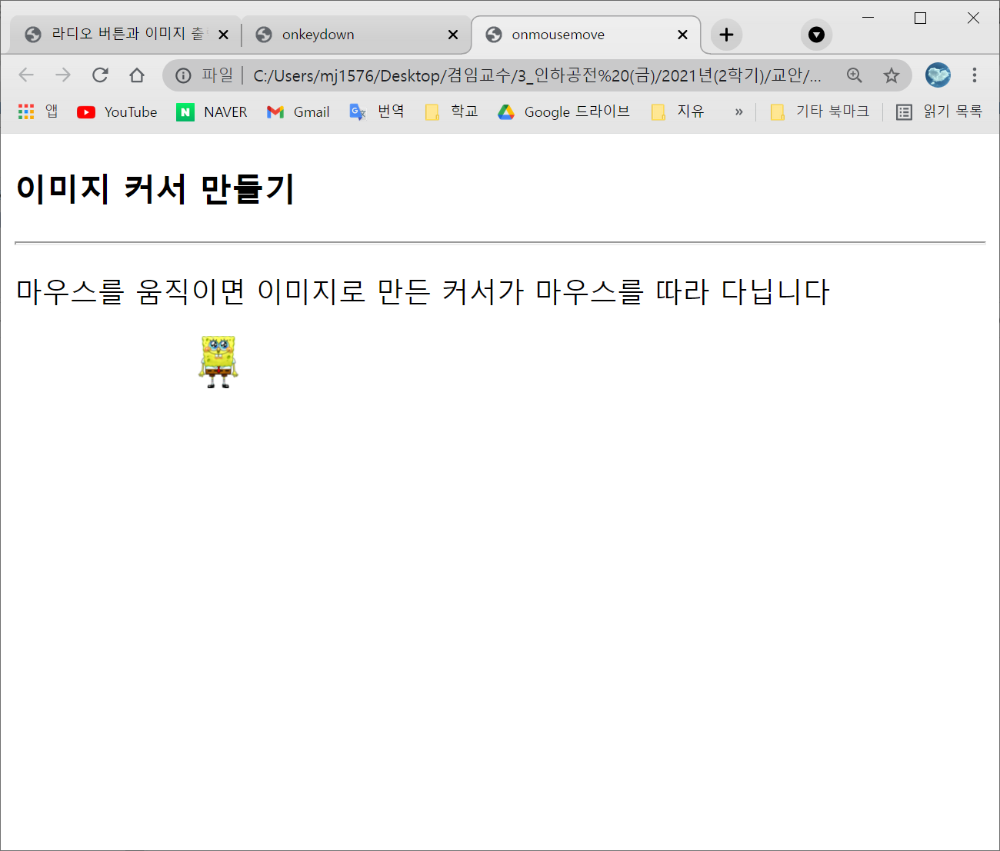 라디오 버튼과 이미지 출
onkeydown
onmousemove
파일 | C:/Users/mj1576/Desktop/겸임교수/3_인하공전%20(금)/2021년(2학기)/교안/...
앱 YouTube NAVER Gmail 번역 학교 Google 드라이브 지유 » 기타 북마크 읽기 목록
이미지 커서 만들기
마우스를 움직이면 이미지로 만든 커서가 마우스를 따라 다닙니다